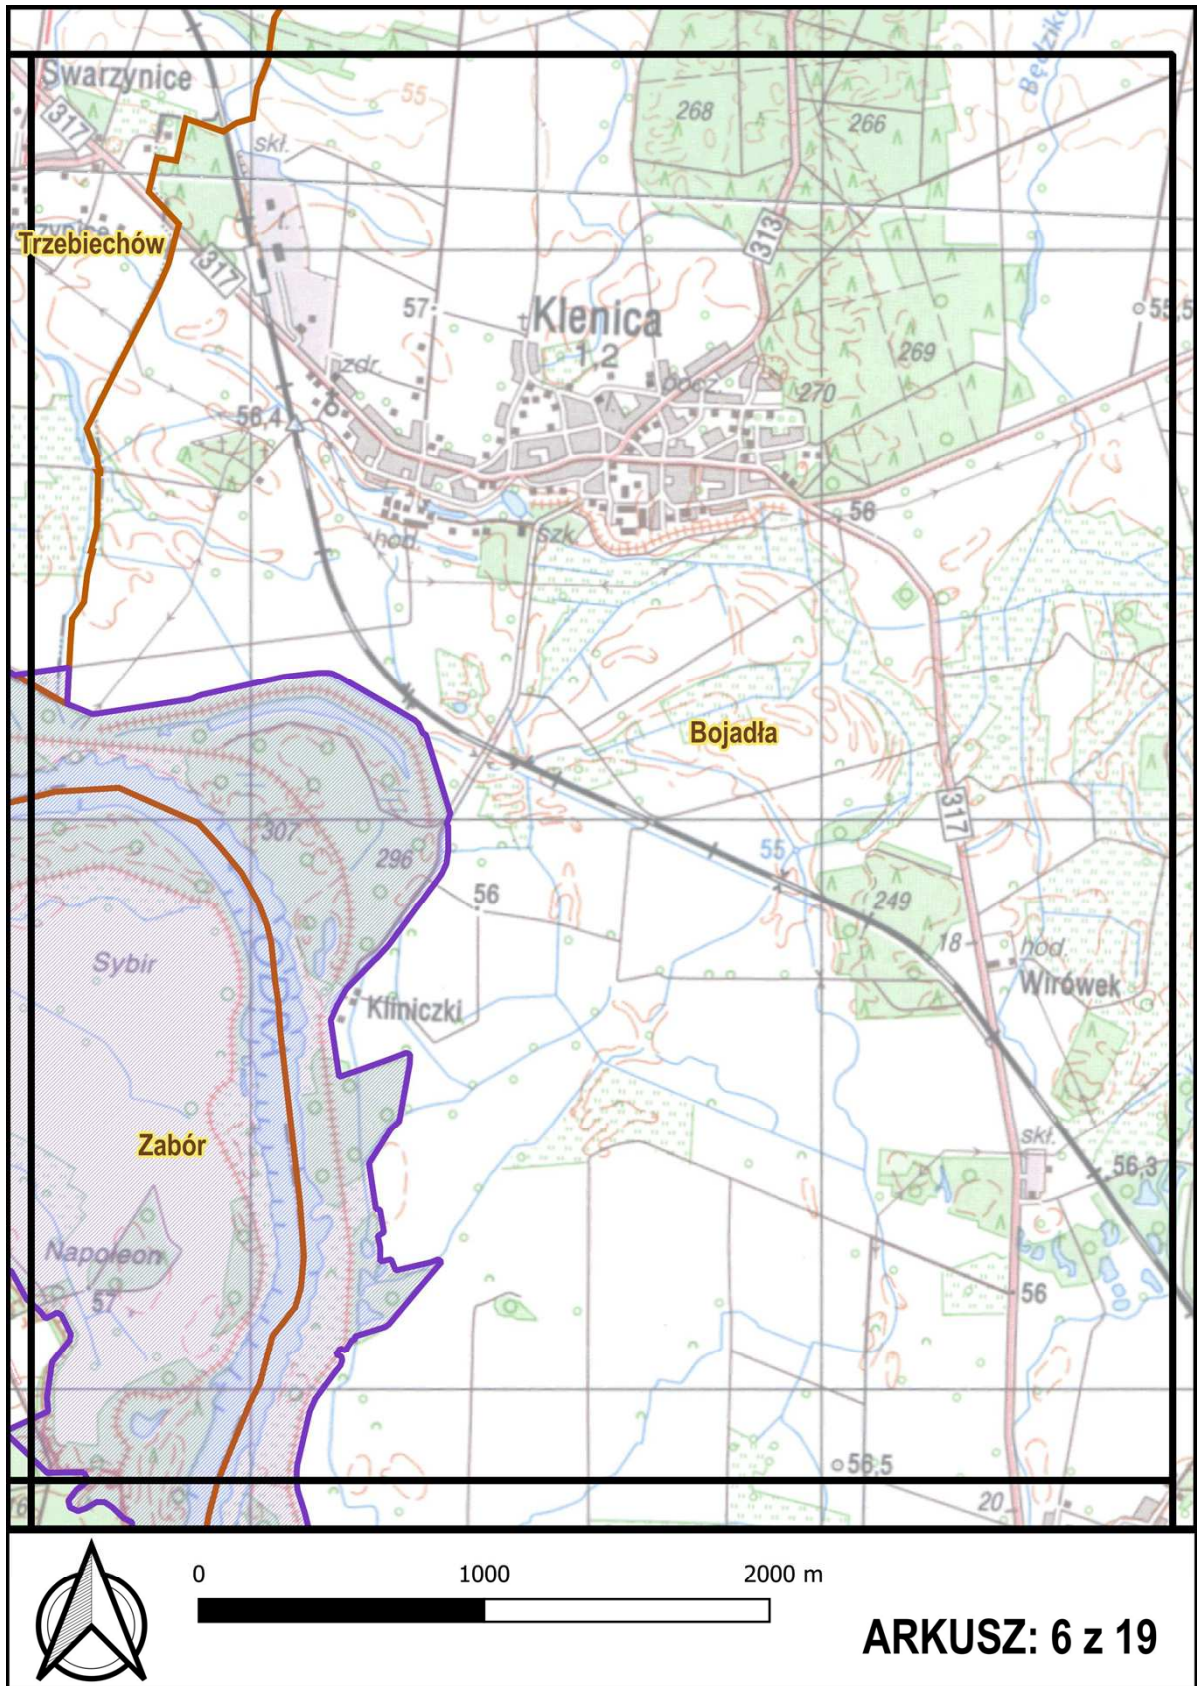 Swarzynice
317
55
skł.
268
266
Będzik
Trzebiechów
317
313
57
Klenica
1,2
55,5
269
zdr.
270
56,4
56
hod.
szk.
Bojadła
307
296
317
55
56
249
18
hod.
Wirówek
Sybir
ODRA
Kliniczki
Zabór
skł.
56,3
Napoleon
57
56
56,5
20
0 1000 2000 m
ARKUSZ: 6 z 19